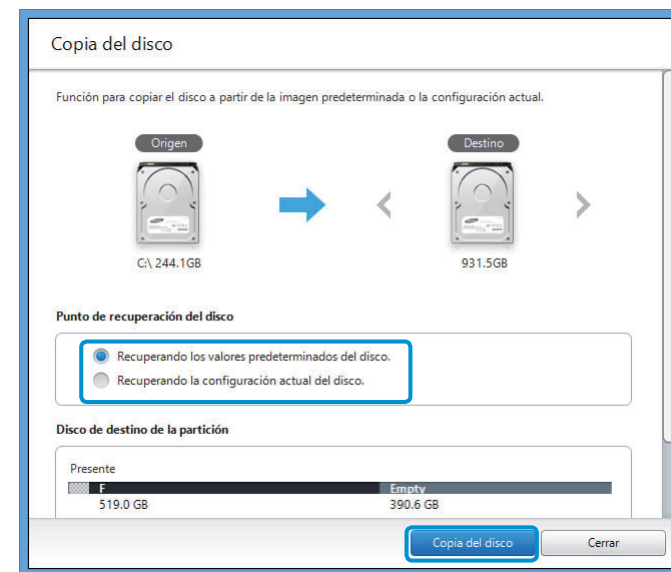 Copia del disco
Función para copiar el disco a partir de la imagen predeterminada o la configuración actual.
Origen
Destino
C:\ 244.1GB
931.5GB
Punto de recuperación del disco
Recuperando los valores predeterminados del disco.
Recuperando la configuración actual del disco.
Disco de destino de la partición
Presente
F
Empty
519.0 GB
390.6 GB
Copia del disco
Cerrar